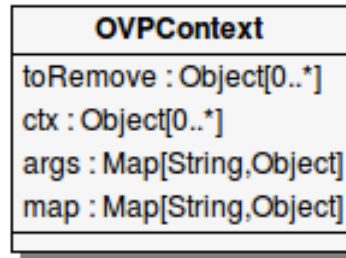 OVPContext
toRemove : Object[0..*]
ctx : Object[0..*]
args : Map[String,Object]
map : Map[String,Object]